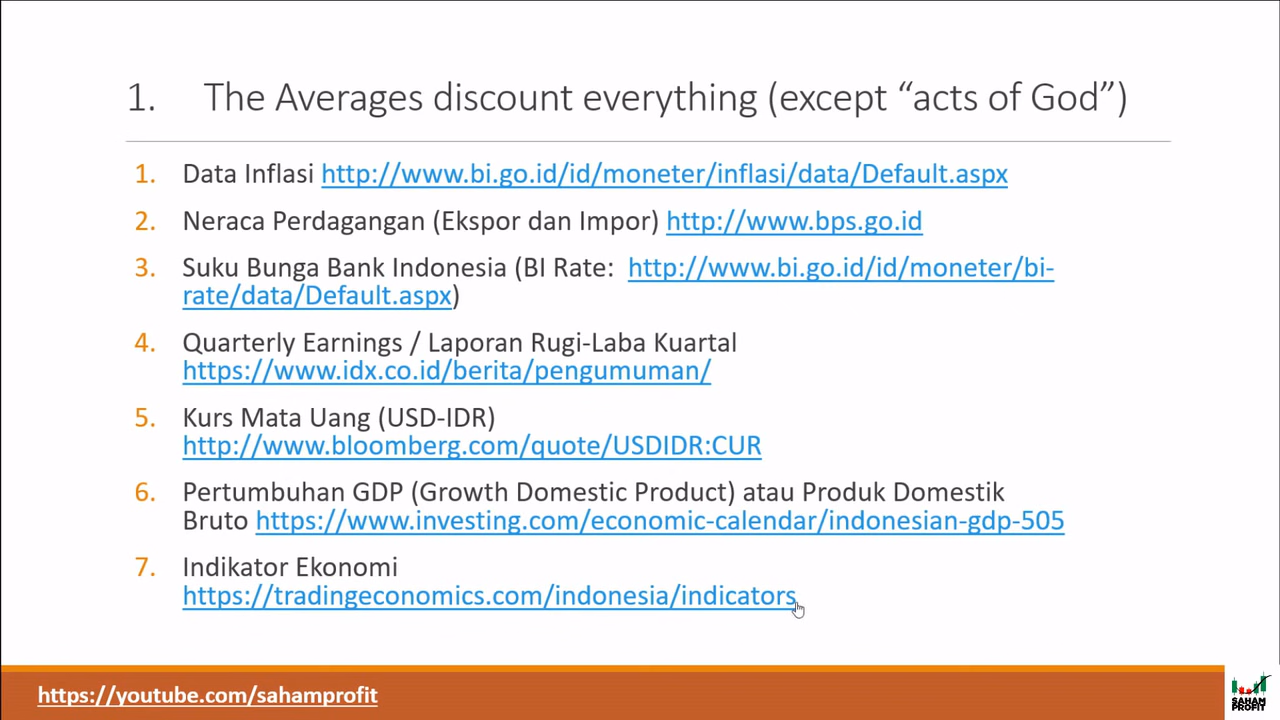 1. The Averages discount everything (except “acts of God”)
1. Data Inflasi http://www.bi.go.id/id/moneter/inflasi/data/Default.aspx
2. Neraca Perdagangan (Ekspor dan Impor) http://www.bps.go.id
3. Suku Bunga Bank Indonesia (BI Rate: http://www.bi.go.id/id/moneter/bi-
rate/data/Default.aspx)
4. Quarterly Earnings / Laporan Rugi-Laba Kuartal
https://www.idx.co.id/berita/pengumuman/
5. Kurs Mata Uang (USD-IDR)
http://www.bloomberg.com/quote/USDIDR:CUR
6. Pertumbuhan GDP (Growth Domestic Product) atau Produk Domestik
Bruto https://www.investing.com/economic-calendar/indonesian-gdp-505
7. Indikator Ekonomi
https://tradingeconomics.com/indonesia/indicators
https://youtube.com/sahamprofit
SAHAM
PROFIT